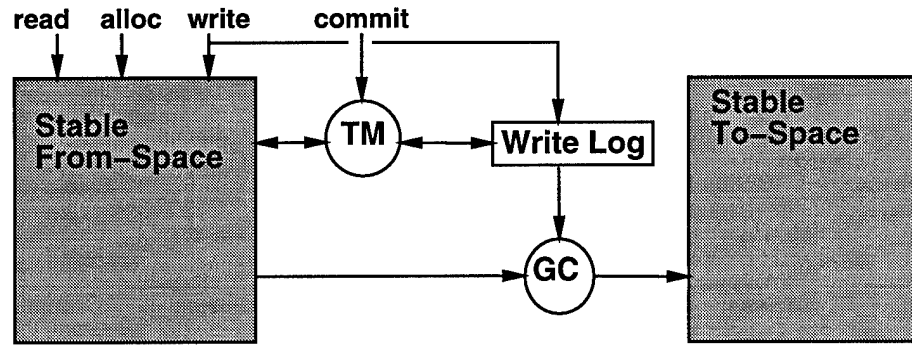 read alloc write commit
Stable
From–Space
TM
Write Log
Stable
To–Space
GC